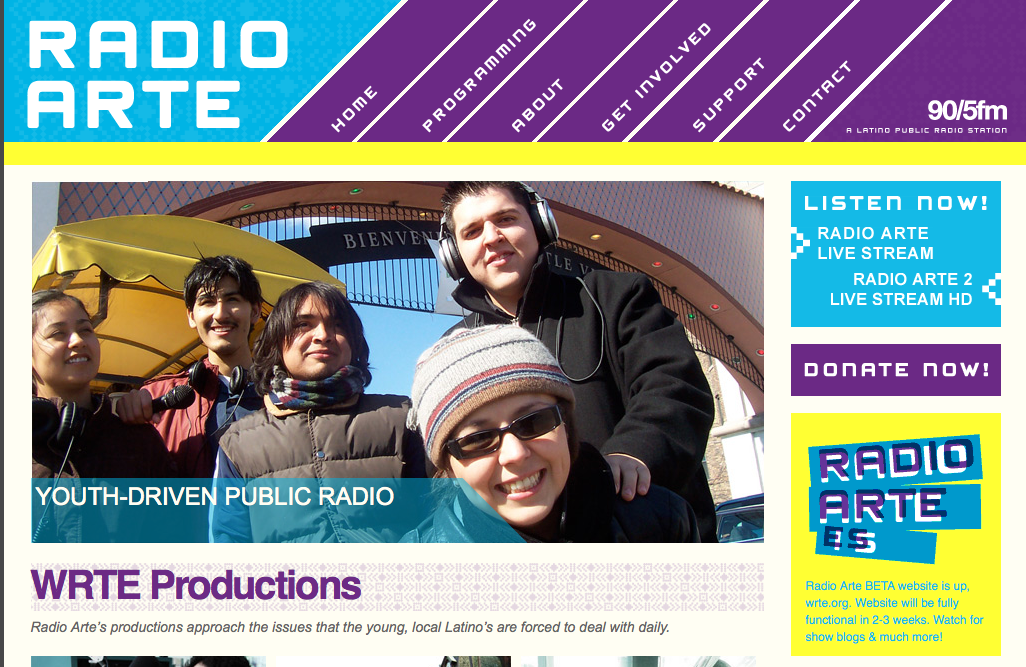 RADIO
ARTE
HOME
PROGRAMMING
ABOUT
GET INVOLVED
SUPPORT
CONTACT
90/5fm
A LATINO PUBLIC RADIO STATION
BIENVENI
TLE V
YOUTH-DRIVEN PUBLIC RADIO
WRTE Productions
Radio Arte's productions approach the issues that the young, local Latino's are forced to deal with daily.
LISTEN NOW!
RADIO ARTE
LIVE STREAM
RADIO ARTE 2
LIVE STREAM HD
DONATE NOW!
RADIO
ARTE
ES
IS
Radio Arte BETA website is up,
wrte.org. Website will be fully
functional in 2-3 weeks. Watch for
show blogs & much more!